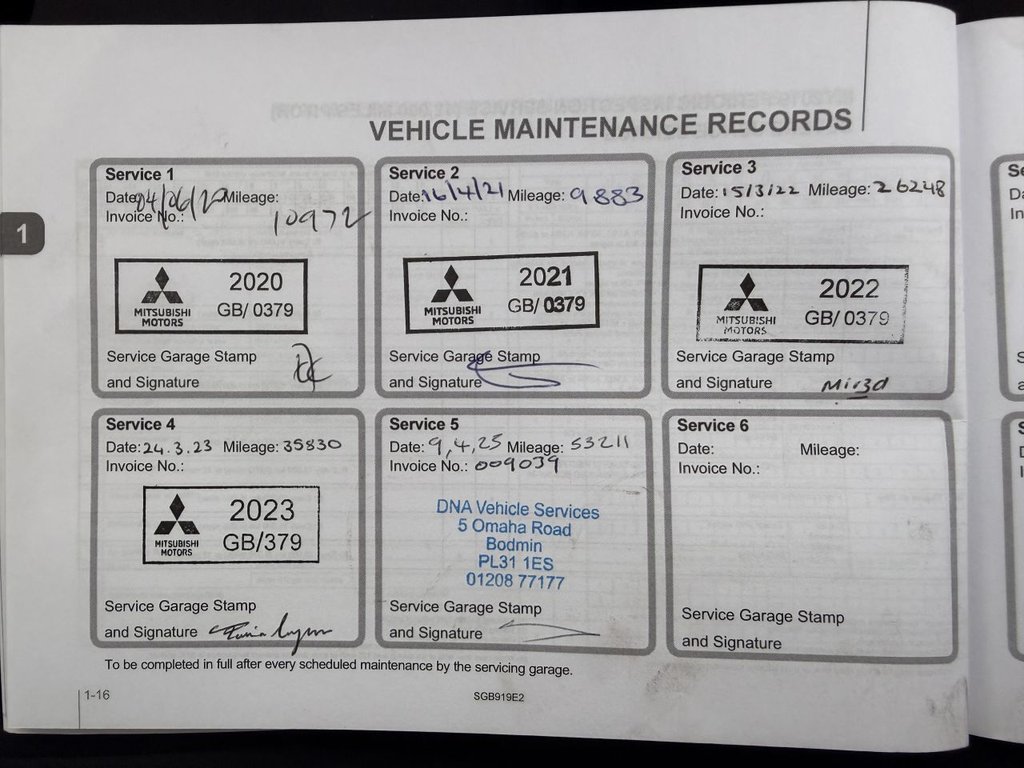 VEHICLE MAINTENANCE RECORDS
1
Service 1
Date: 04/06/20 Mileage:
Invoice No.: 10972
MITSUBISHI MOTORS
2020
GB/ 0379
Service Garage Stamp
and Signature
Service 2
Date: 16/4/21 Mileage: 9883
Invoice No.:
MITSUBISHI MOTORS
2021
GB/ 0379
Service Garage Stamp
and Signature
Service 3
Date: 15/3/22 Mileage: 26248
Invoice No.:
MITSUBISHI MOTORS
2022
GB/ 0379
Service Garage Stamp
and Signature
Service 4
Date: 24.3.23 Mileage: 35830
Invoice No.:
MITSUBISHI MOTORS
2023
GB/379
Service Garage Stamp
and Signature
Service 5
Date: 9,4,25 Mileage: 53211
Invoice No.: 009039
DNA Vehicle Services
5 Omaha Road
Bodmin
PL31 1ES
01208 77177
Service Garage Stamp
and Signature
Service 6
Date: Mileage:
Invoice No.:
Service Garage Stamp
and Signature
To be completed in full after every scheduled maintenance by the servicing garage.
1-16
SGB919E2